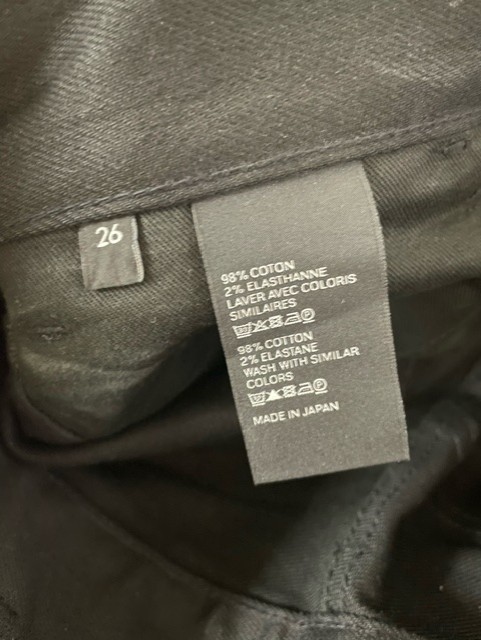 26
98% COTON
2% ELASTHANNE
LAVER AVEC COLORIS
SIMILAIRES
98% COTTON
2% ELASTANE
WASH WITH SIMILAR
COLORS
MADE IN JAPAN